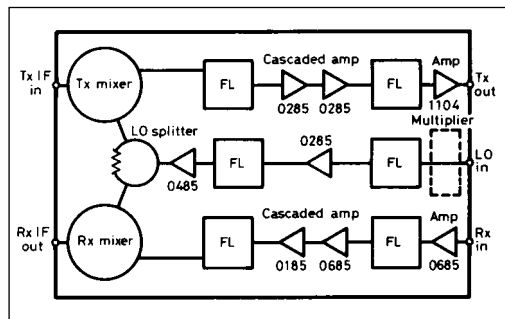 Cascaded amp
Amp
Tx IF in
Tx mixer
FL
0285
0285
FL
1104
Tx out
LO splitter
0485
FL
0285
FL
Multiplier
LO in
Rx IF out
Rx mixer
FL
Cascaded amp
0185
0685
FL
Amp
0685
Rx in